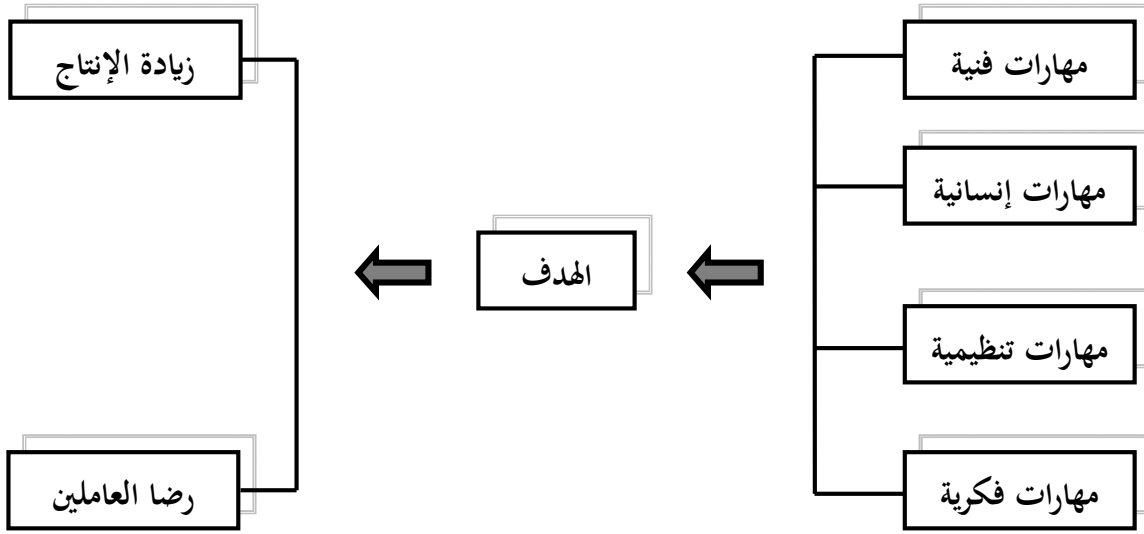 مهارات فنية
مهارات إنسانية
مهارات تنظيمية
مهارات فكرية
الهدف
زيادة الإنتاج
رضا العاملين